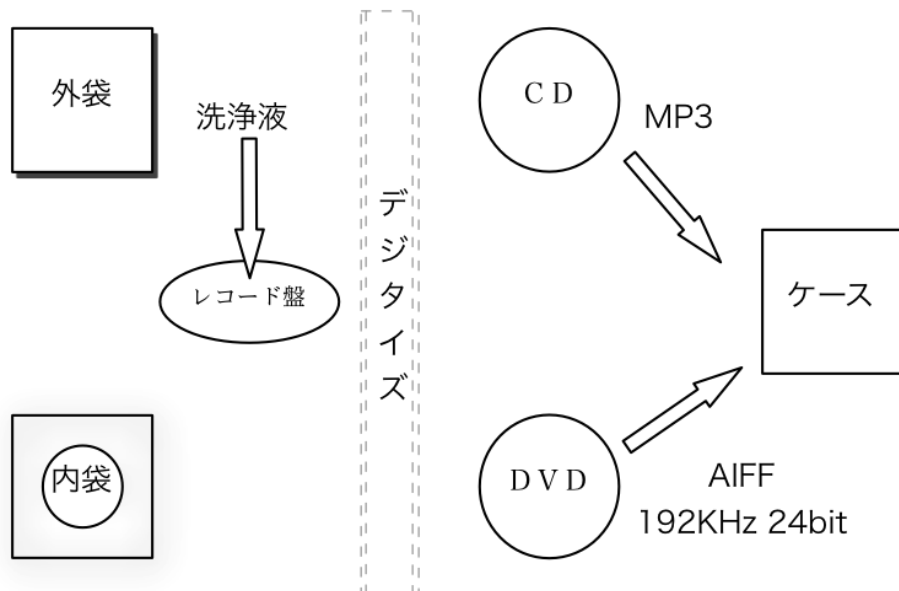 外袋
洗浄液
レコード盤
内袋
デジタイズ
CD
MP3
ケース
DVD
AIFF
192KHz 24bit